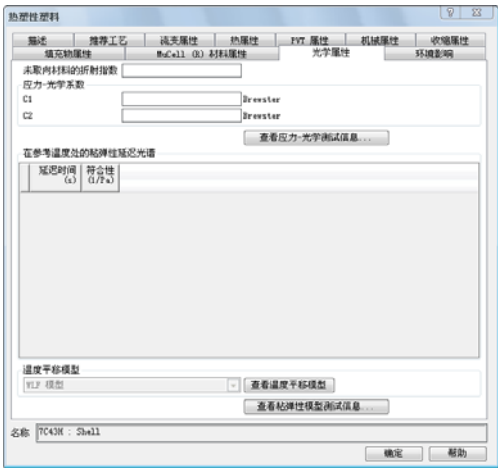 热塑性塑料
描述 推荐工艺 流变属性 热属性 PVT 属性 机械属性 收缩属性
填充物属性 MuCell (R) 材料属性 光学属性 环境影响
未取向材料的折射指数
应力-光学系数
C1 Brewster
C2 Brewster
查看应力-光学测试信息...
在参考温度处的粘弹性延迟光谱
延迟时间 符合性
(s) (1/Pa)
温度平移模型
WLF 模型 查看温度平移模型
查看粘弹性模型测试信息...
名称 TC43M : Shell
确定 帮助